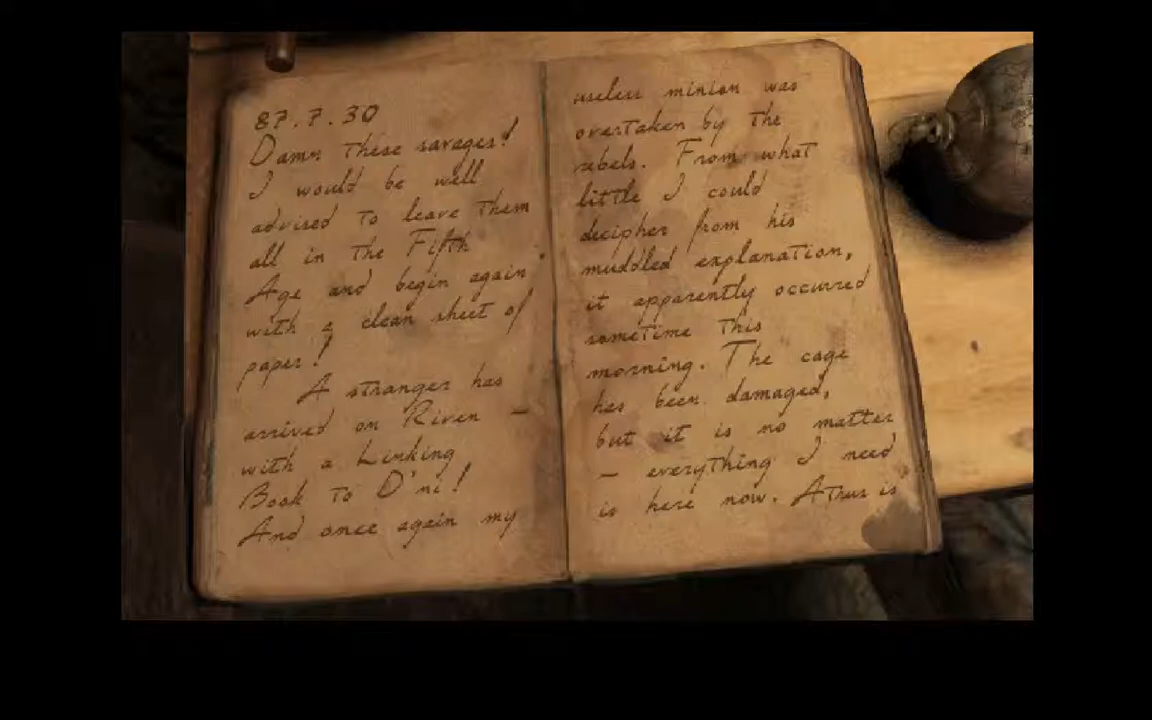 87.7.30
Damn these savages!
I would be well
advised to leave them
all in the Fifth
Age and begin again
with a clean sheet of
paper!
A stranger has
arrived on Riven -
with a Linking
Book to D'ni!
And once again my
useless minion was
overtaken by the
rebels. From what
little I could
decipher from his
muddled explanation,
it apparently occurred
sometime this
morning. The cage
has been damaged,
but it is no matter
- everything I need
is here now. Atrus is